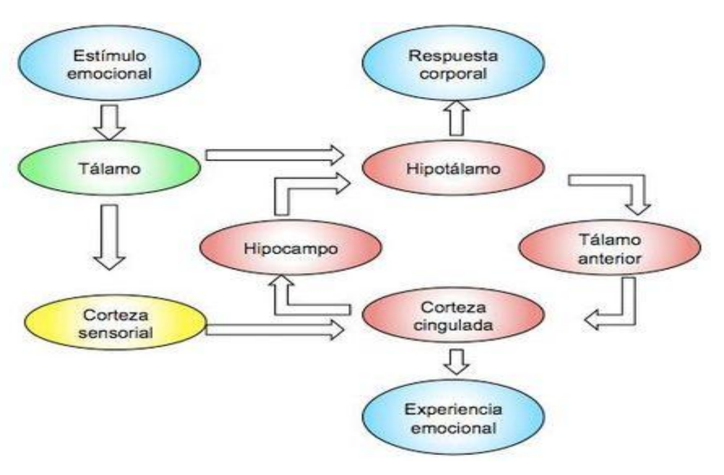 Estímulo
emocional
Respuesta
corporal
Tálamo
Hipotálamo
Hipocampo
Tálamo
anterior
Corteza
sensorial
Corteza
cingulada
Experiencia
emocional